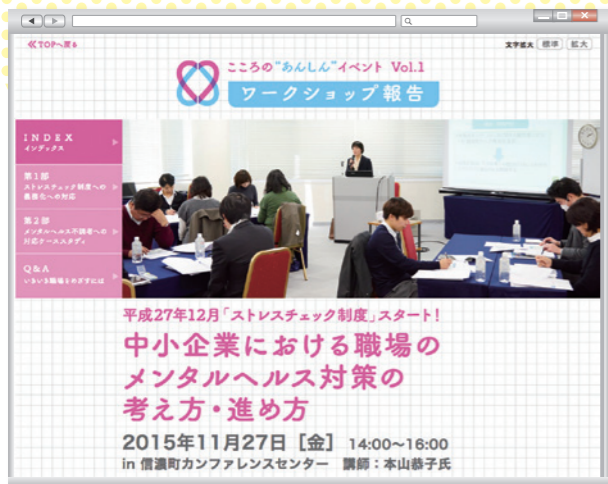 ≪TOPへ戻る
文字拡大 標準 拡大
こころの"あんしん"イベント Vol.1
ワークショップ報告
INDEX
インデックス
第1部
ストレスチェック制度への
義務化への対応
第2部
メンタルヘルス不調者への
対応ケーススタディ
Q&A
いきいき職場をめざすには
平成27年12月「ストレスチェック制度」スタート!
中小企業における職場の
メンタルヘルス対策の
考え方・進め方
2015年11月27日[金] 14:00~16:00
in 信濃町カンファレンスセンター 講師:本山恭子氏